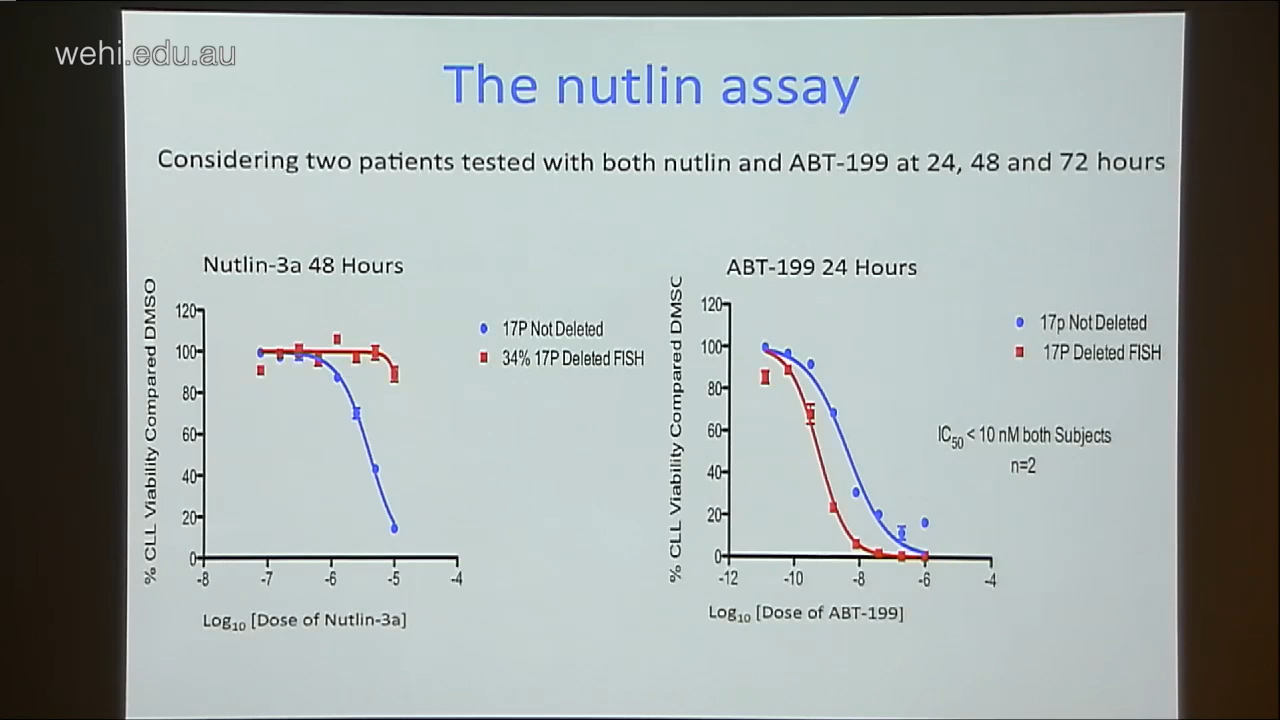 wehi.edu.au
The nutlin assay
Considering two patients tested with both nutlin and ABT-199 at 24, 48 and 72 hours
Nutlin-3a 48 Hours
% CLL Viability Compared DMSO
120
100
80
60
40
20
0
-8 -7 -6 -5 -4
Log10 [Dose of Nutlin-3a]
17P Not Deleted
34% 17P Deleted FISH
ABT-199 24 Hours
% CLL Viability Compared DMSC
120
100
80
60
40
20
0
-12 -10 -8 -6 -4
Log10 [Dose of ABT-199]
17p Not Deleted
17P Deleted FISH
IC50 < 10 nM both Subjects
n=2